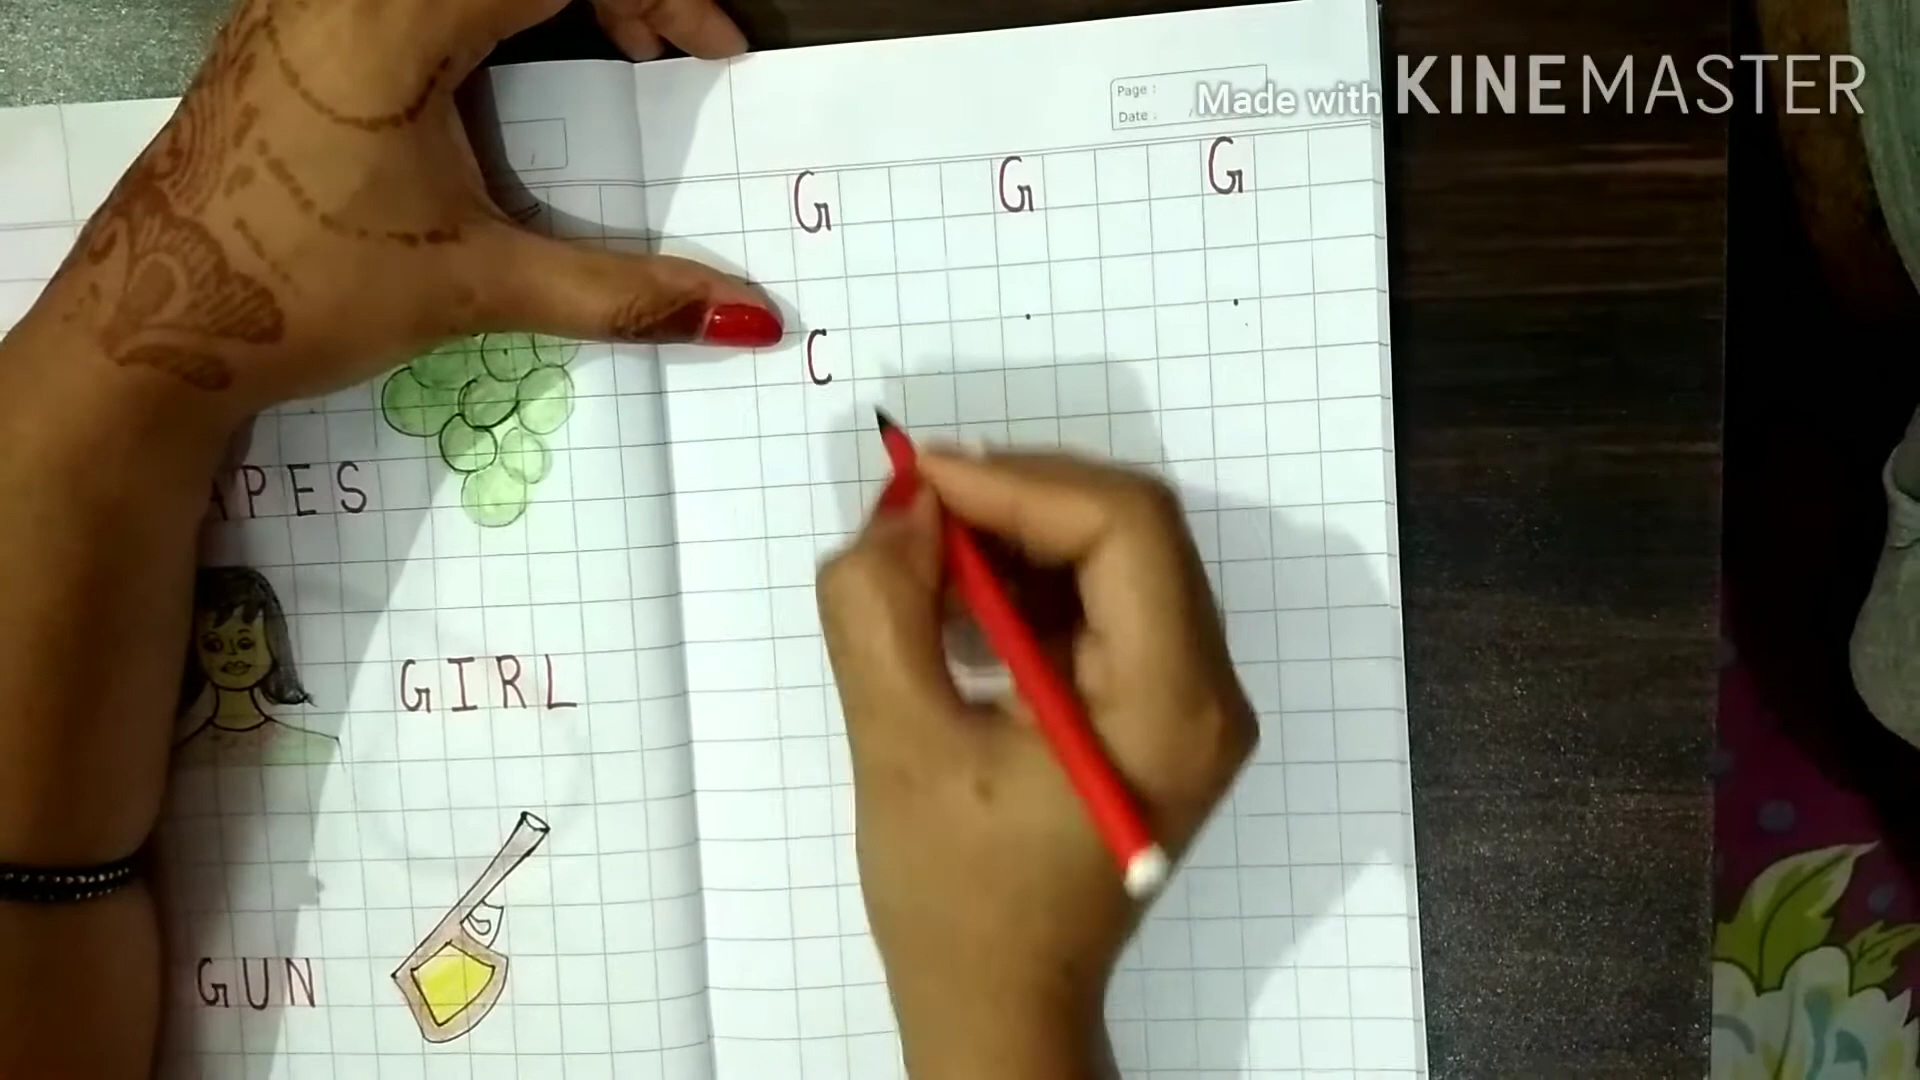 Made with KINEMASTER
Page :
Date :
G G G
C
APES
GIRL
GUN